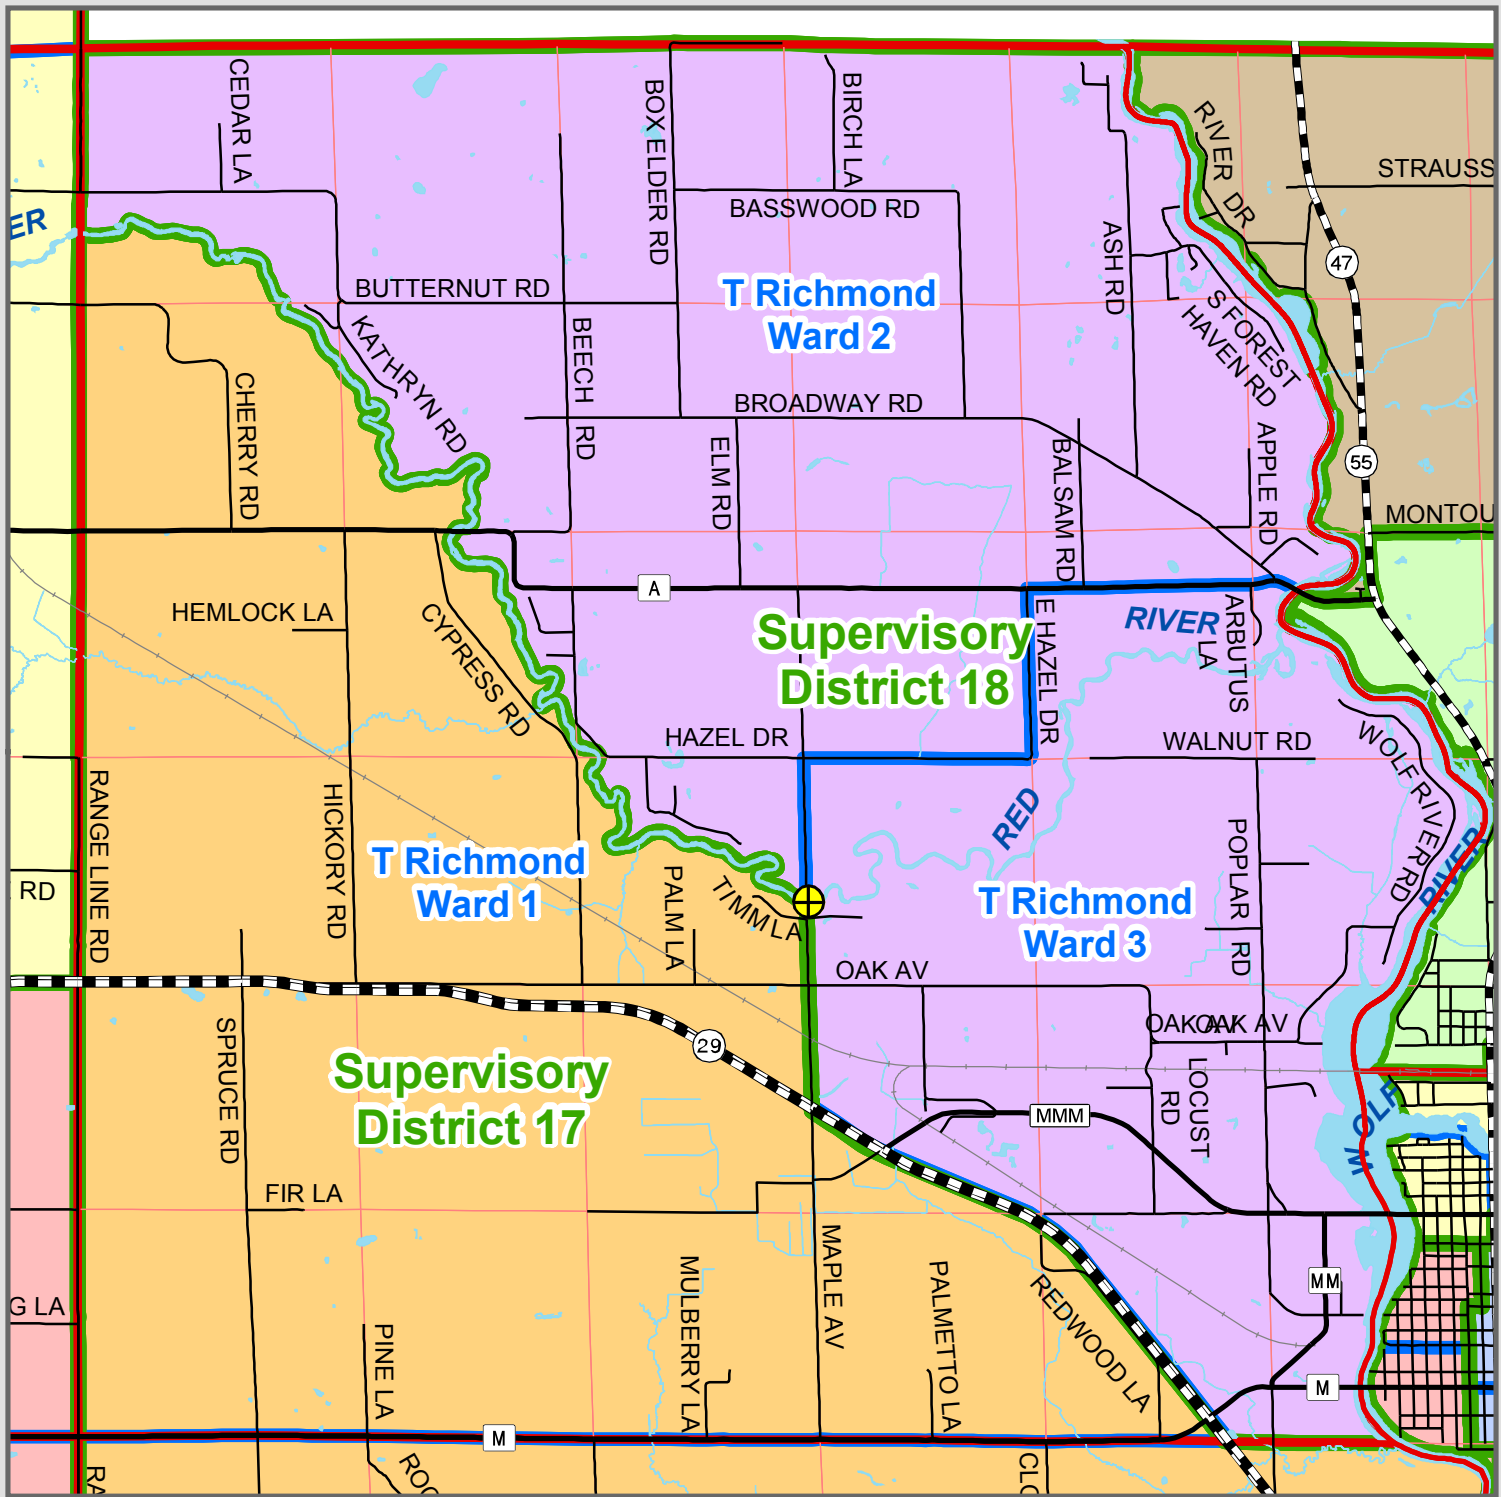 CEDAR LA
BOXELDER RD
BIRCH LA
RIVER DR
STRAUSS
ER
BASSWOOD RD
ASH RD
47
BUTTERNUT RD
T Richmond
Ward 2
S FOREST
HAVEN RD
KATHRYN RD
BEECH RD
CHERRY RD
BROADWAY RD
ELM RD
BALSAM RD
APPLE RD
55
MONTOU
A
HEMLOCK LA
CYPRESS RD
Supervisory
District 18
E HAZEL DR
RIVER
ARBUTUS
LA
HAZEL DR
WALNUT RD
WOLF RIVER RD
RANGE LINE RD
HICKORY RD
RED
POPLAR RD
RIVER
T Richmond
Ward 1
RD
PALM LA
TIMM LA
T Richmond
Ward 3
OAK AV
OAK AV
OAK AV
SPRUCE RD
29
Supervisory
District 17
LOCUST
RD
MMM
WOLF
FIR LA
MAPLE AV
MULBERRY LA
PALMETTO LA
REDWOOD LA
MM
G LA
PINE LA
M
M
RA
ROC
CLO